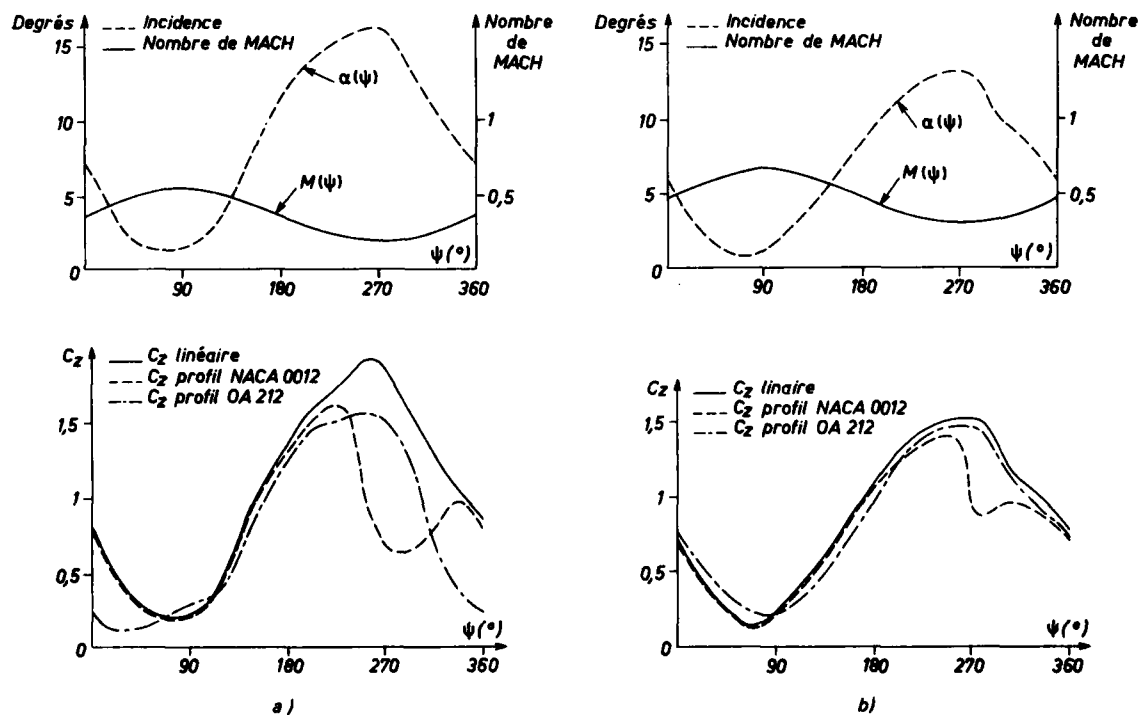 Degrés
--- Incidence
— Nombre de MACH
Nombre
de
MACH
15
10
5
0
1
0,5
α(ψ)
M(ψ)
ψ(°)
90
180
270
360
Degrés
--- Incidence
— Nombre de MACH
Nombre
de
MACH
15
10
5
0
1
0,5
α(ψ)
M(ψ)
ψ(°)
90
180
270
360
Cz
— Cz linéaire
--- Cz profil NACA 0012
-·- Cz profil OA 212
1,5
1
0,5
0
ψ(°)
90
180
270
360
a)
Cz
— Cz linaire
--- Cz profil NACA 0012
-·- Cz profil OA 212
1,5
1
0,5
0
ψ(°)
90
180
270
360
b)